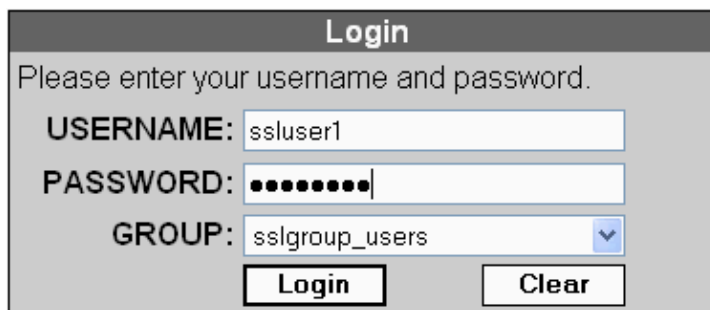 Login
Please enter your username and password.
USERNAME: ssluser1
PASSWORD: ●●●●●●●●
GROUP: sslgroup_users
Login Clear